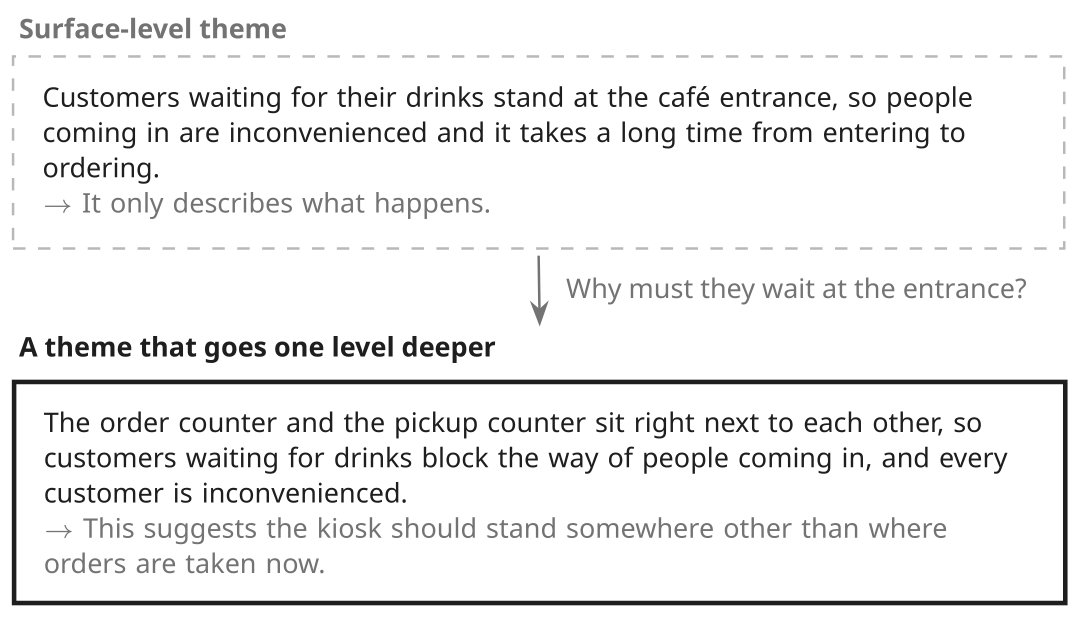 Surface-level theme
Customers waiting for their drinks stand at the café entrance, so people
coming in are inconvenienced and it takes a long time from entering to
ordering.
→ It only describes what happens.
Why must they wait at the entrance?
A theme that goes one level deeper
The order counter and the pickup counter sit right next to each other, so
customers waiting for drinks block the way of people coming in, and every
customer is inconvenienced.
→ This suggests the kiosk should stand somewhere other than where
orders are taken now.